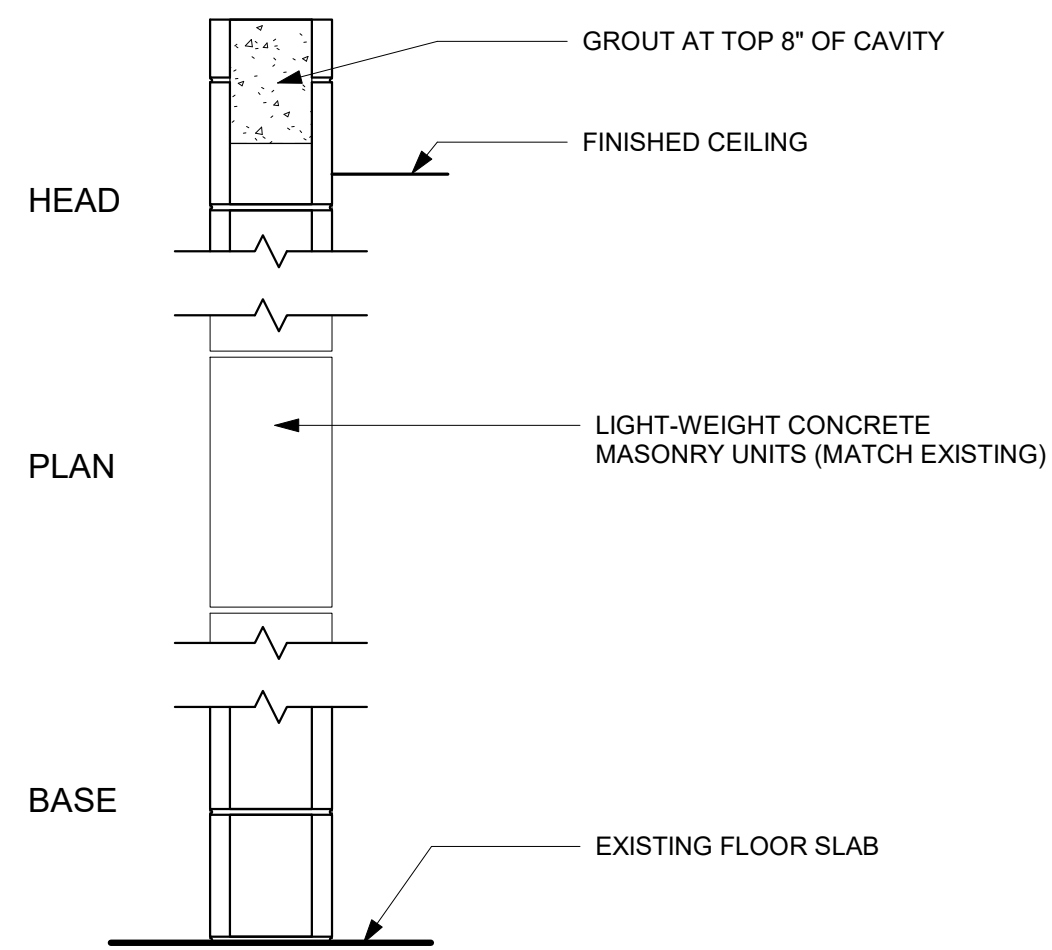 GROUT AT TOP 8" OF CAVITY
FINISHED CEILING
HEAD
LIGHT-WEIGHT CONCRETE
MASONRY UNITS (MATCH EXISTING)
PLAN
BASE
EXISTING FLOOR SLAB